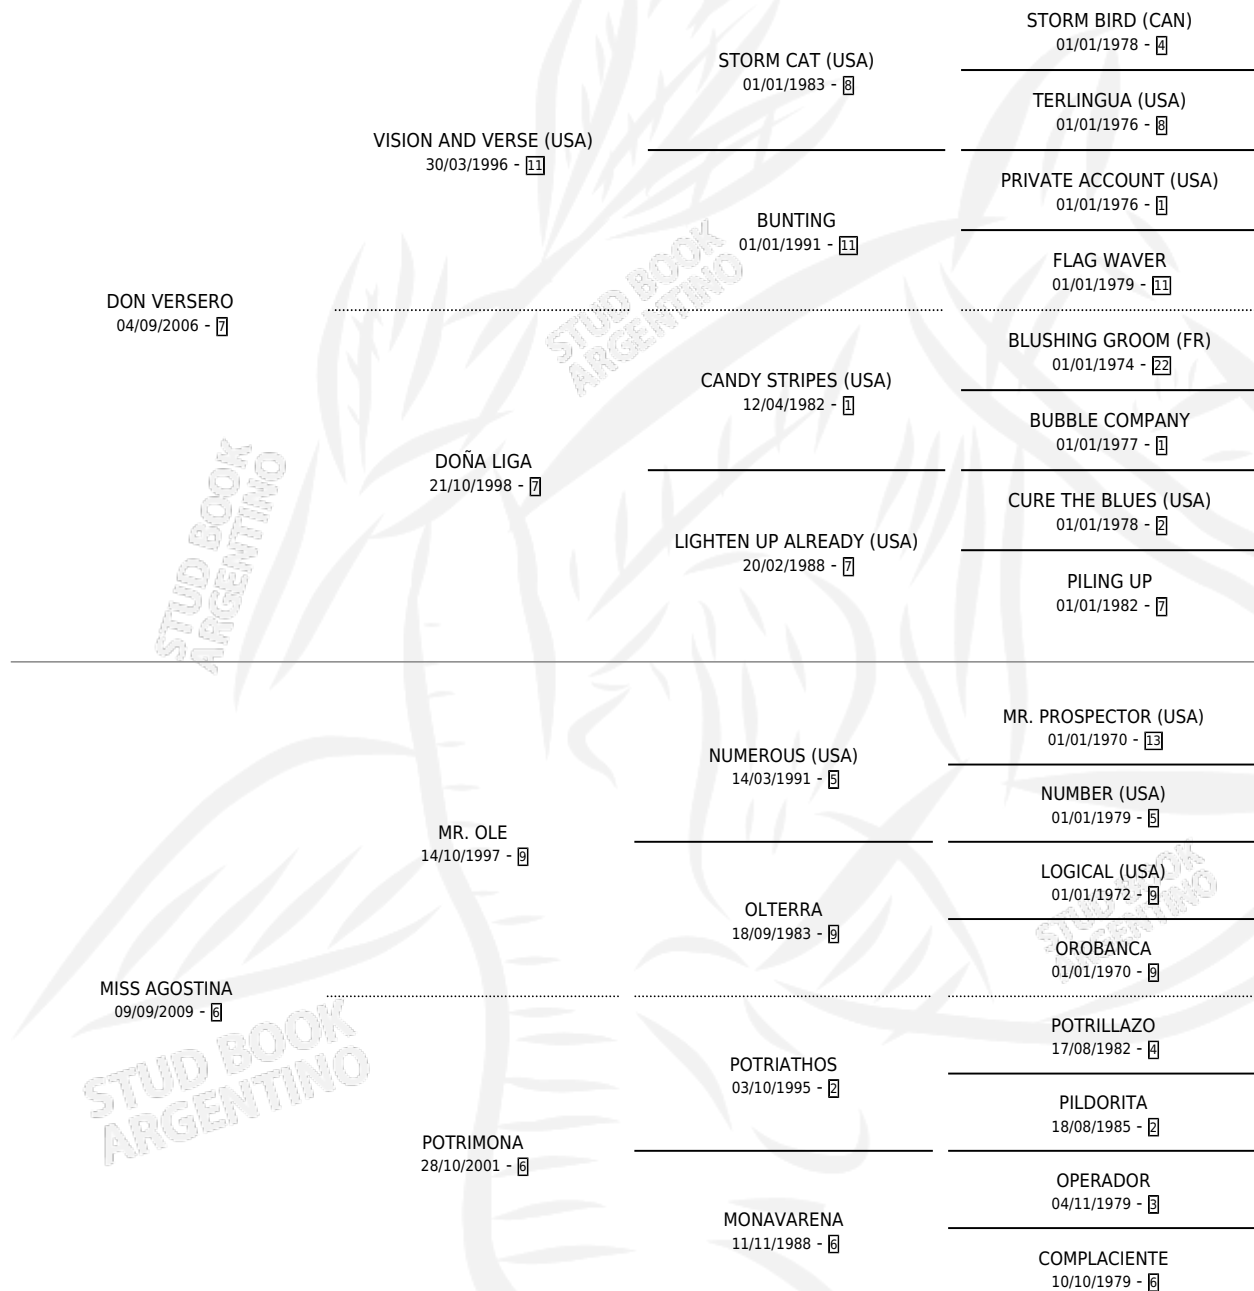 STORM BIRD (CAN)
01/01/1978 - 4
STORM CAT (USA)
01/01/1983 - 8
TERLINGUA (USA)
01/01/1976 - 8
VISION AND VERSE (USA)
30/03/1996 - 11
PRIVATE ACCOUNT (USA)
01/01/1976 - 1
BUNTING
01/01/1991 - 11
FLAG WAVER
01/01/1979 - 11
DON VERSERO
04/09/2006 - 7
STUD BOOK
ARGENTINO
BLUSHING GROOM (FR)
01/01/1974 - 22
CANDY STRIPES (USA)
12/04/1982 - 1
BUBBLE COMPANY
01/01/1977 - 1
DOÑA LIGA
21/10/1998 - 7
CURE THE BLUES (USA)
01/01/1978 - 2
LIGHTEN UP ALREADY (USA)
20/02/1988 - 7
PILING UP
01/01/1982 - 7
STUD BOOK
ARGENTINO
MR. PROSPECTOR (USA)
01/01/1970 - 13
NUMEROUS (USA)
14/03/1991 - 5
NUMBER (USA)
01/01/1979 - 5
MR. OLE
14/10/1997 - 9
LOGICAL (USA)
01/01/1972 - 9
OLTERRA
18/09/1983 - 9
STUD BOOK
ARGENTINO
OROBANCA
01/01/1970 - 9
MISS AGOSTINA
09/09/2009 - 6
STUD BOOK
ARGENTINO
POTRILLAZO
17/08/1982 - 4
POTRIATHOS
03/10/1995 - 2
PILDORITA
18/08/1985 - 2
POTRIMONA
28/10/2001 - 6
OPERADOR
04/11/1979 - 3
MONAVARENA
11/11/1988 - 6
COMPLACIENTE
10/10/1979 - 6